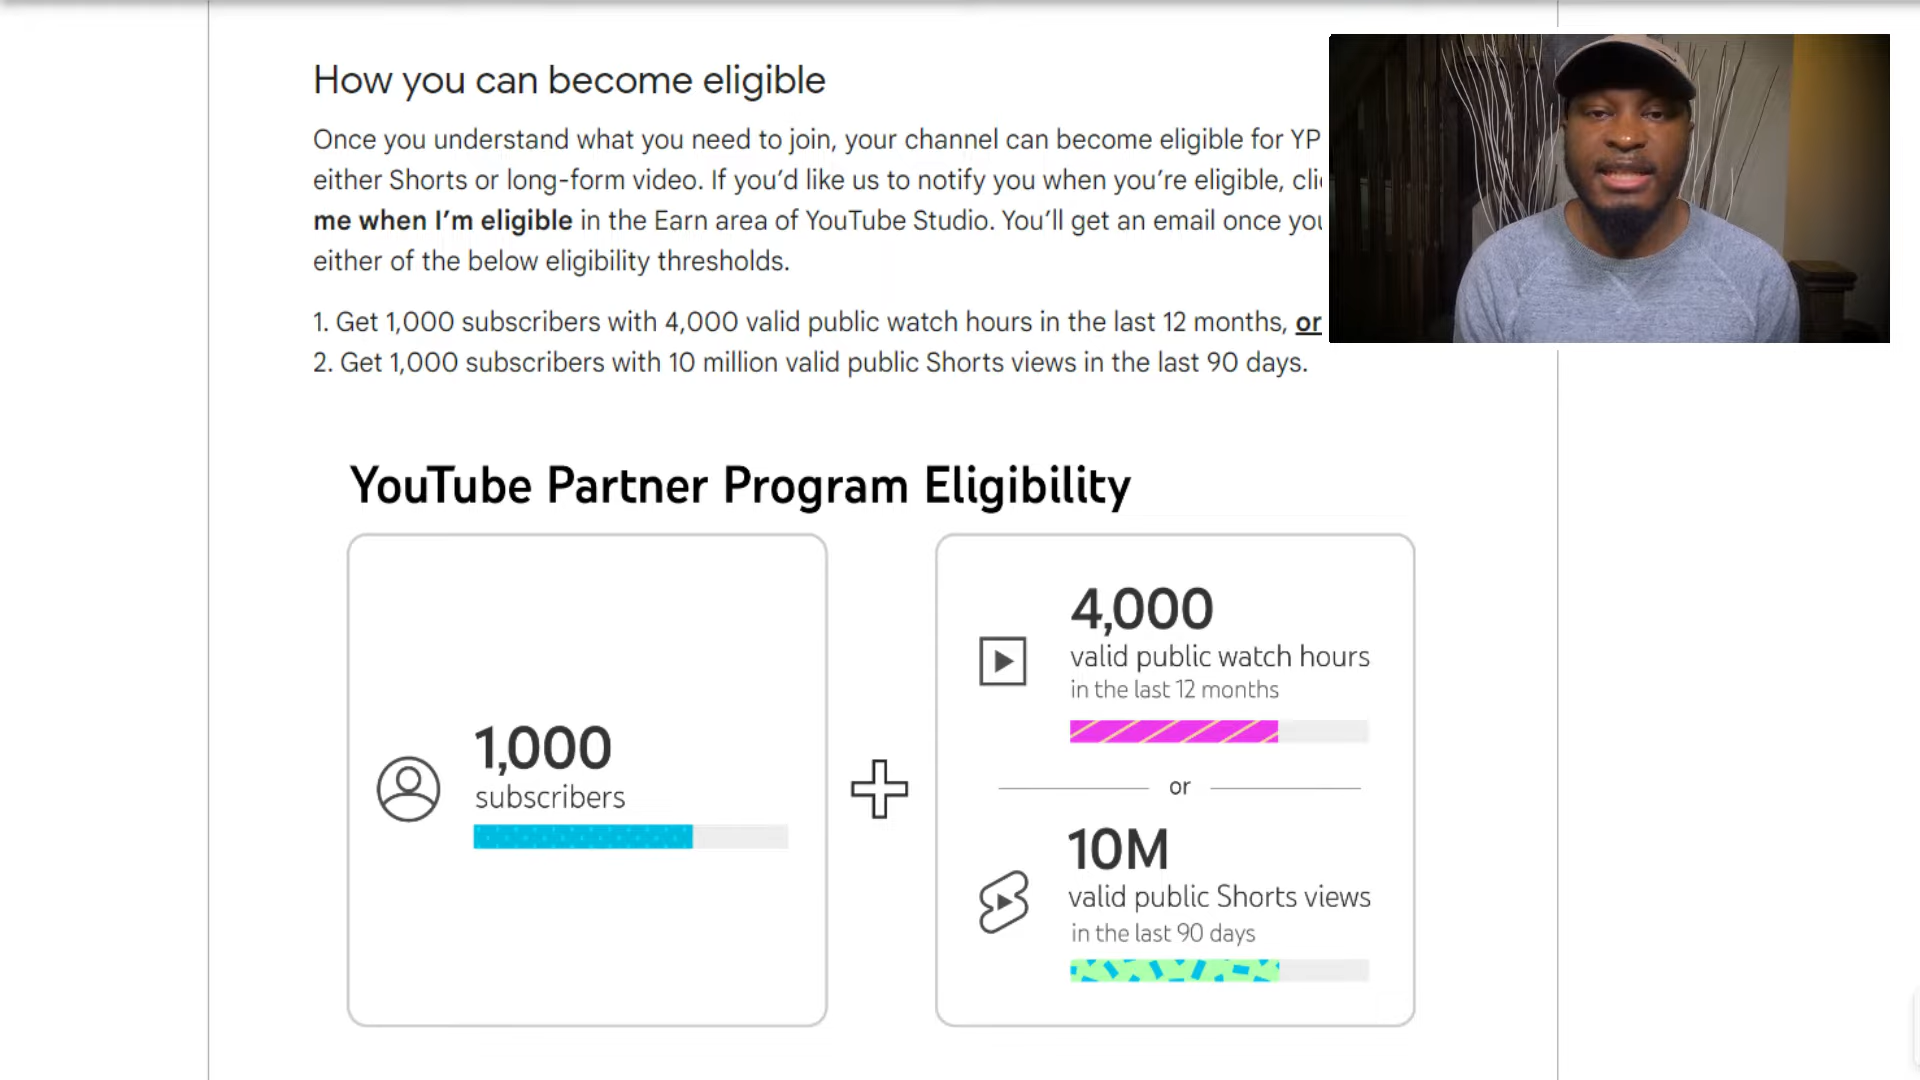 How you can become eligible
Once you understand what you need to join, your channel can become eligible for YP
either Shorts or long-form video. If you’d like us to notify you when you’re eligible, cli
me when I’m eligible in the Earn area of YouTube Studio. You’ll get an email once you
either of the below eligibility thresholds.
1. Get 1,000 subscribers with 4,000 valid public watch hours in the last 12 months, or
2. Get 1,000 subscribers with 10 million valid public Shorts views in the last 90 days.
YouTube Partner Program Eligibility
1,000
subscribers
4,000
valid public watch hours
in the last 12 months
or
10M
valid public Shorts views
in the last 90 days